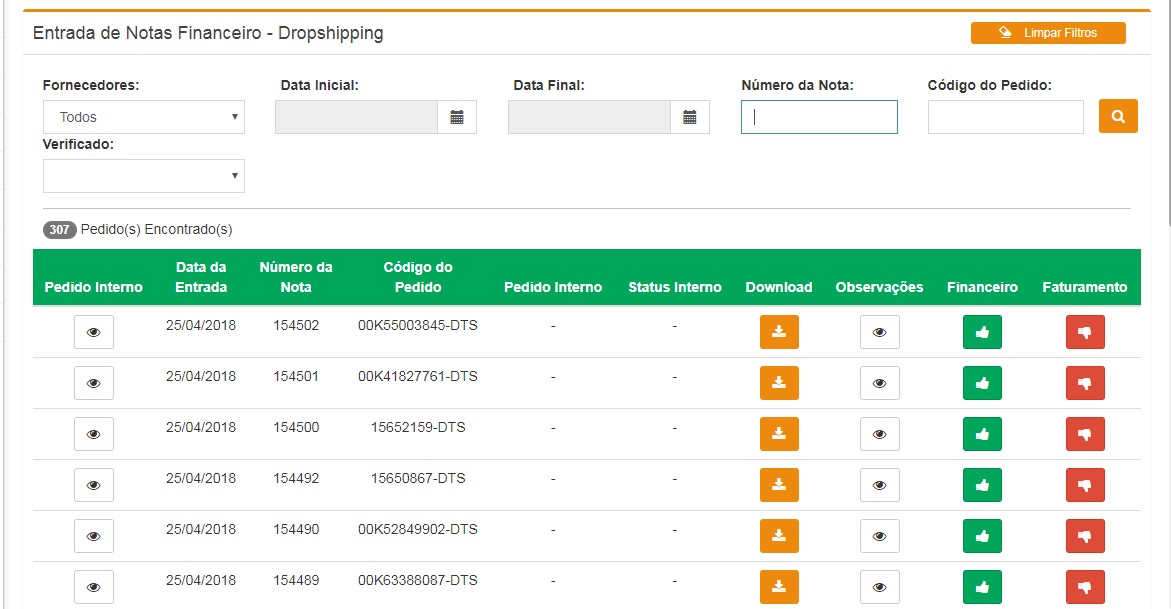 Entrada de Notas Financeiro - Dropshipping
Limpar Filtros
Fornecedores: Data Inicial: Data Final: Número da Nota: Código do Pedido:
Todos
Verificado:
307 Pedido(s) Encontrado(s)
Pedido Interno Data da Entrada Número da Nota Código do Pedido Pedido Interno Status Interno Download Observações Financeiro Faturamento
25/04/2018 154502 00K55003845-DTS - -
25/04/2018 154501 00K41827761-DTS - -
25/04/2018 154500 15652159-DTS - -
25/04/2018 154492 15650867-DTS - -
25/04/2018 154490 00K52849902-DTS - -
25/04/2018 154489 00K63388087-DTS - -